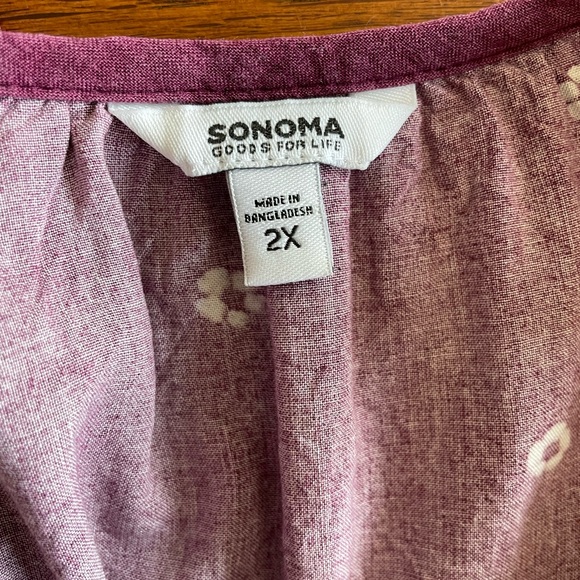 SONOMA
GOODS FOR LIFE
MADE IN
BANGLADESH
2X